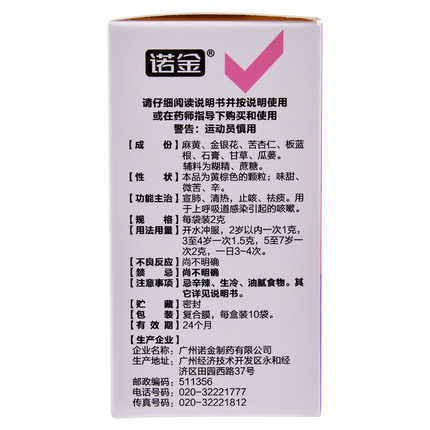 诺金®
请仔细阅读说明书并按说明使用
或在药师指导下购买和使用
警告：运动员慎用
【成 份】麻黄、金银花、苦杏仁、板蓝
根、石膏、甘草、瓜蒌。
辅料为糊精、蔗糖。
【性 状】本品为黄棕色的颗粒；味甜、
微苦、辛。
【功能主治】宣肺、清热，止咳、祛痰。用
于上呼吸道感染引起的咳嗽。
【规 格】每袋装2克
【用法用量】开水冲服，2岁以内一次1克，
3至4岁一次1.5克，5至7岁一
次2克，一日3~4次。
【不良反应】尚不明确
【禁 忌】尚不明确
【注意事项】忌辛辣、生冷、油腻食物。其
它详见说明书。
【贮 藏】密封
【包 装】复合膜，每盒装10袋。
【有 效 期】24个月
【生产企业】
企业名称：广州诺金制药有限公司
生产地址：广州经济技术开发区永和经
济区田园西路37号
邮政编码：511356
电话号码：020-32221777
传真号码：020-32221812